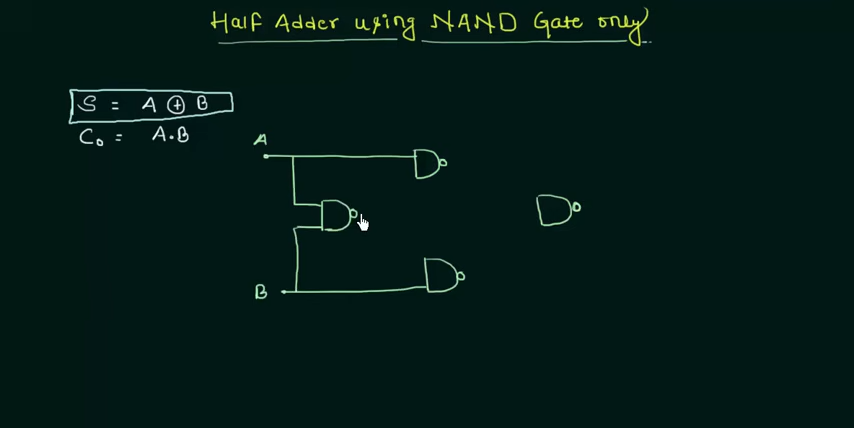 Half Adder using NAND Gate only
S = A ⊕ B
C₀ = A.B
A
B